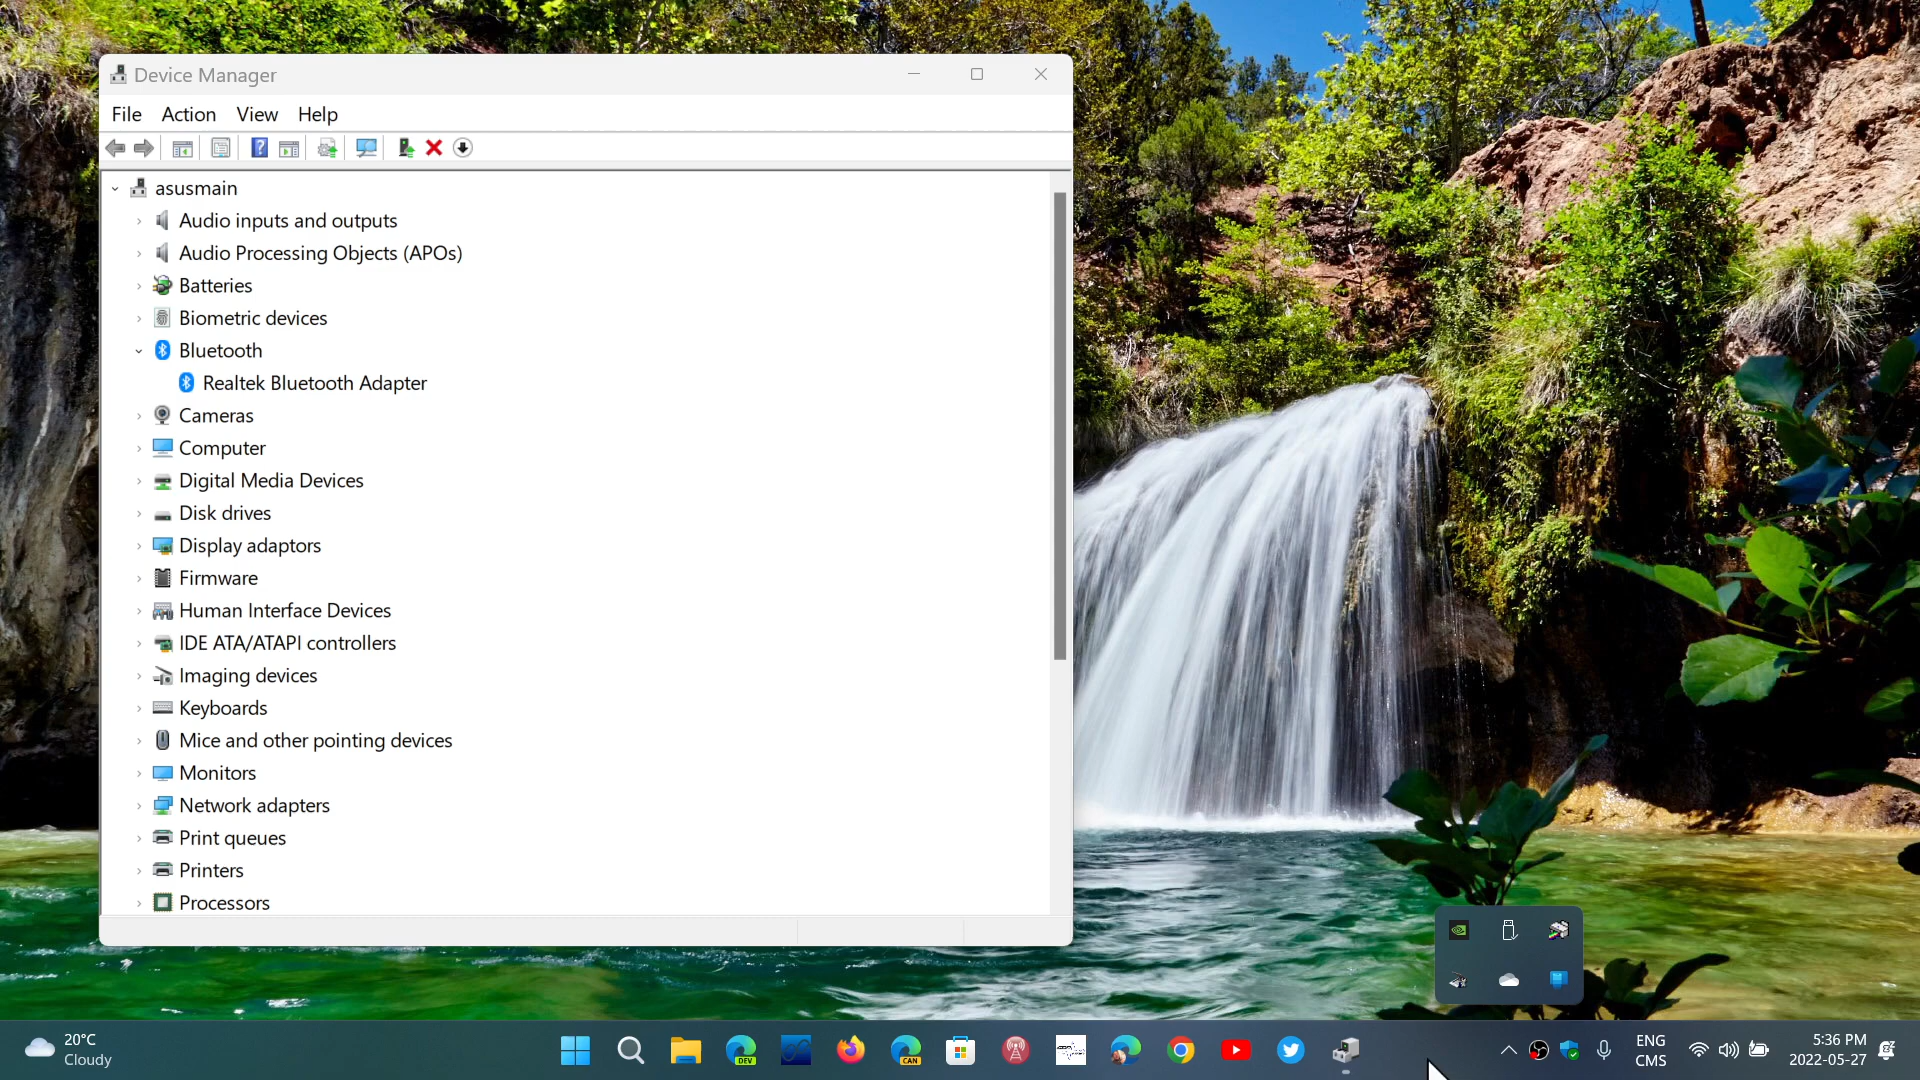 Device Manager
File Action View Help
asusmain
Audio inputs and outputs
Audio Processing Objects (APOs)
Batteries
Biometric devices
Bluetooth
Realtek Bluetooth Adapter
Cameras
Computer
Digital Media Devices
Disk drives
Display adaptors
Firmware
Human Interface Devices
IDE ATA/ATAPI controllers
Imaging devices
Keyboards
Mice and other pointing devices
Monitors
Network adapters
Print queues
Printers
Processors
20°C
Cloudy
DEV
CAN
ENG
CMS
5:36 PM
2022-05-27